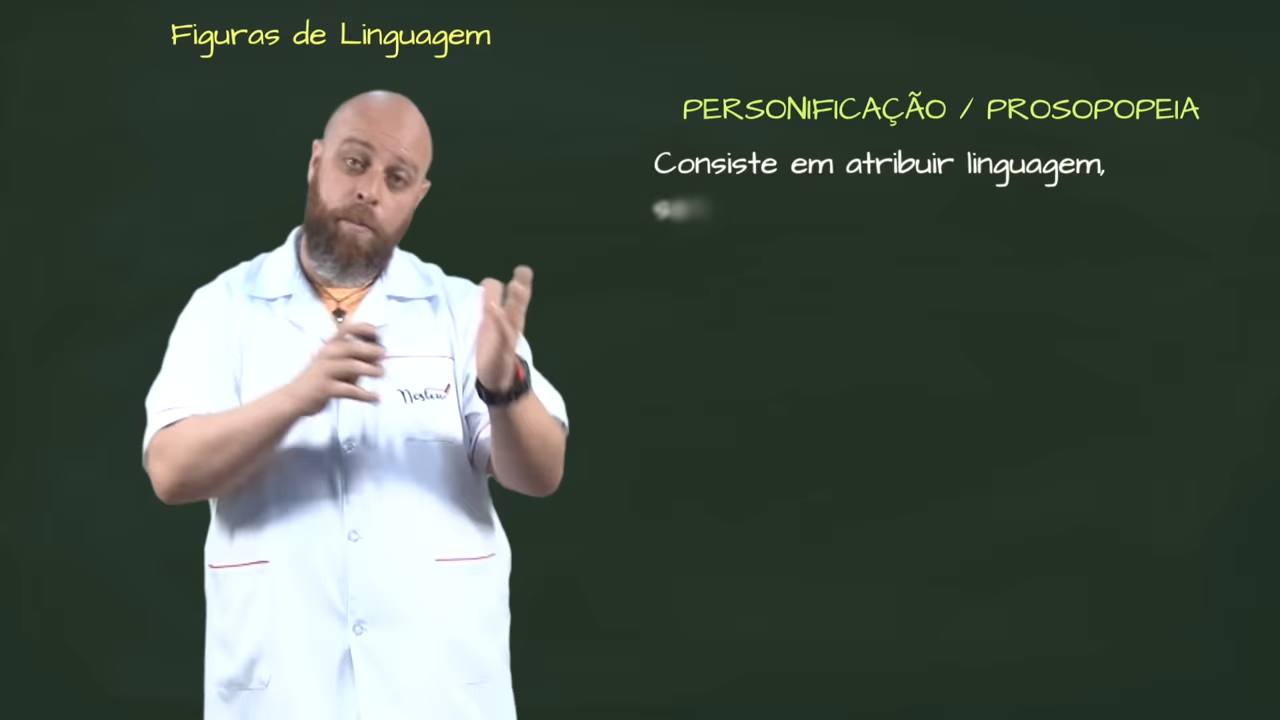 Figuras de Linguagem
PERSONIFICAÇÃO / PROSOPOPEIA
Consiste em atribuir linguagem,